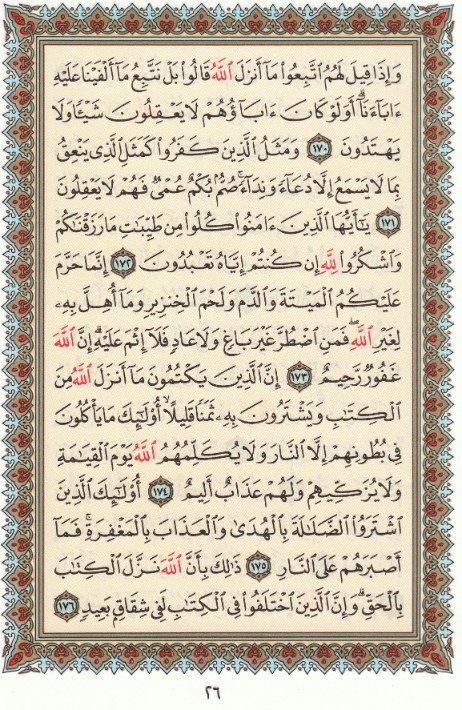 وَإِذَا قِيلَ لَهُمُ ٱتَّبِعُوا۟ مَآ أَنزَلَ ٱللَّهُ قَالُوا۟ بَلْ نَتَّبِعُ مَآ أَلْفَيْنَا عَلَيْهِ
ءَابَآءَنَآ ۗ أَوَلَوْ كَانَ ءَابَآؤُهُمْ لَا يَعْقِلُونَ شَيْـًٔا وَلَا
يَهْتَدُونَ ١٧٠ وَمَثَلُ ٱلَّذِينَ كَفَرُوا۟ كَمَثَلِ ٱلَّذِى يَنْعِقُ
بِمَا لَا يَسْمَعُ إِلَّا دُعَآءً وَنِدَآءً ۚ صُمٌّۢ بُكْمٌ عُمْىٌ فَهُمْ لَا يَعْقِلُونَ
١٧١ يَـٰٓأَيُّهَا ٱلَّذِينَ ءَامَنُوا۟ كُلُوا۟ مِن طَيِّبَـٰتِ مَا رَزَقْنَـٰكُمْ
وَٱشْكُرُوا۟ لِلَّهِ إِن كُنتُمْ إِيَّاهُ تَعْبُدُونَ ١٧٢ إِنَّمَا حَرَّمَ
عَلَيْكُمُ ٱلْمَيْتَةَ وَٱلدَّمَ وَلَحْمَ ٱلْخِنزِيرِ وَمَآ أُهِلَّ بِهِۦ
لِغَيْرِ ٱللَّهِ ۖ فَمَنِ ٱضْطُرَّ غَيْرَ بَاغٍ وَلَا عَادٍ فَلَآ إِثْمَ عَلَيْهِ ۚ إِنَّ ٱللَّهَ
غَفُورٌ رَّحِيمٌ ١٧٣ إِنَّ ٱلَّذِينَ يَكْتُمُونَ مَآ أَنزَلَ ٱللَّهُ مِنَ
ٱلْكِتَـٰبِ وَيَشْتَرُونَ بِهِۦ ثَمَنًا قَلِيلًا ۙ أُو۟لَـٰٓئِكَ مَا يَأْكُلُونَ
فِى بُطُونِهِمْ إِلَّا ٱلنَّارَ وَلَا يُكَلِّمُهُمُ ٱللَّهُ يَوْمَ ٱلْقِيَـٰمَةِ
وَلَا يُزَكِّيهِمْ وَلَهُمْ عَذَابٌ أَلِيمٌ ١٧٤ أُو۟لَـٰٓئِكَ ٱلَّذِينَ
ٱشْتَرَوُا۟ ٱلضَّلَـٰلَةَ بِٱلْهُدَىٰ وَٱلْعَذَابَ بِٱلْمَغْفِرَةِ ۚ فَمَآ
أَصْبَرَهُمْ عَلَى ٱلنَّارِ ١٧٥ ذَٰلِكَ بِأَنَّ ٱللَّهَ نَزَّلَ ٱلْكِتَـٰبَ
بِٱلْحَقِّ ۗ وَإِنَّ ٱلَّذِينَ ٱخْتَلَفُوا۟ فِى ٱلْكِتَـٰبِ لَفِى شِقَاقٍۭ بَعِيدٍ ١٧٦
٢٦